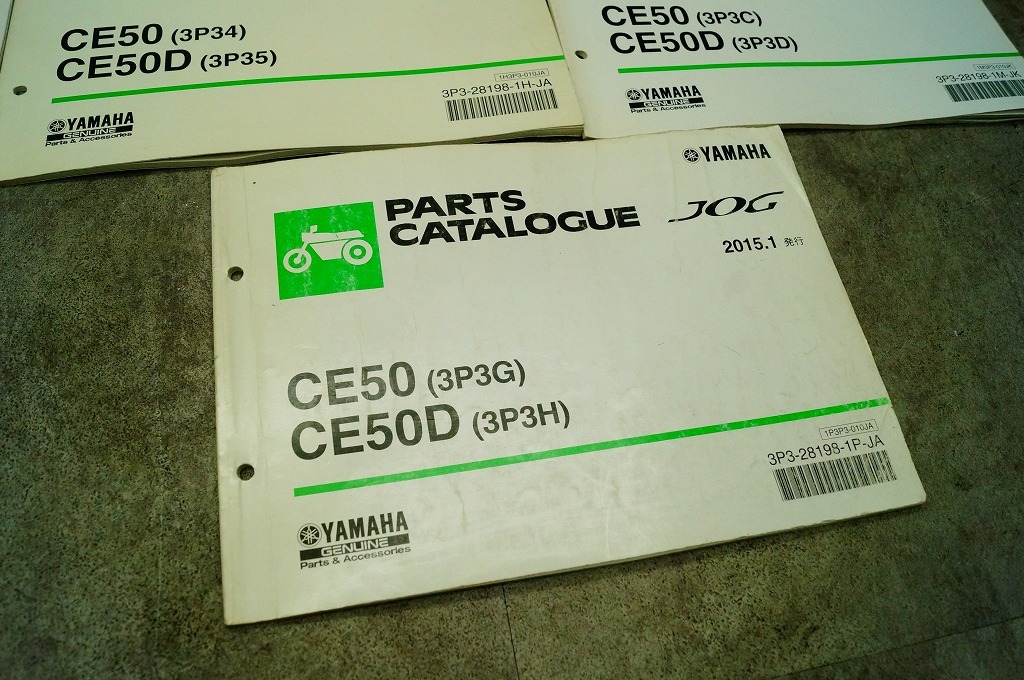 CE50 (3P34)
CE50D (3P35)
1H3P3-010JA
3P3-28198-1H-JA
YAMAHA
GENUINE
Parts & Accessories
CE50 (3P3C)
CE50D (3P3D)
1M3P3-010JK
3P3-28198-1M-JK
YAMAHA
GENUINE
Parts & Accessories
YAMAHA
PARTS
CATALOGUE
JOG
2015.1 発行
CE50 (3P3G)
CE50D (3P3H)
1P3P3-010JA
3P3-28198-1P-JA
YAMAHA
GENUINE
Parts & Accessories